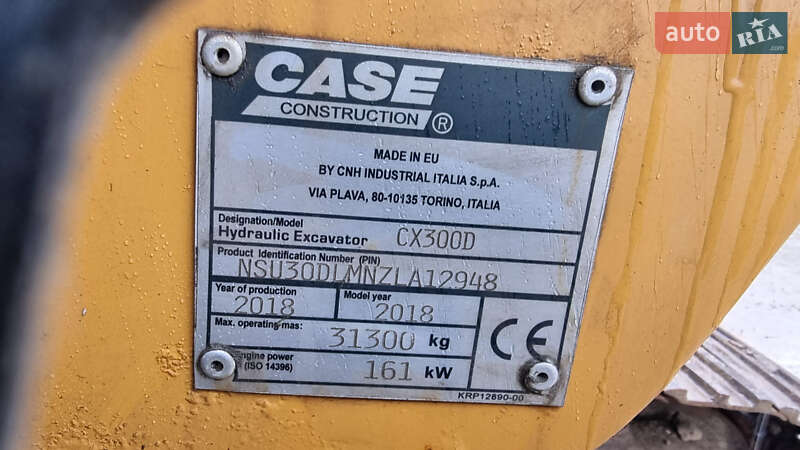 auto RIA
.com
CASE
CONSTRUCTION ®
MADE IN EU
BY CNH INDUSTRIAL ITALIA S.p.A.
VIA PLAVA, 80-10135 TORINO, ITALIA
Designation/Model
Hydraulic Excavator CX300D
Product Identification Number (PIN)
NSU30DLMNZLA12948
Year of production Model year
2018 2018
Max. operating mas: 31300 kg
ngine power
(ISO 14396) 161 kW
CE
KRP12890-00